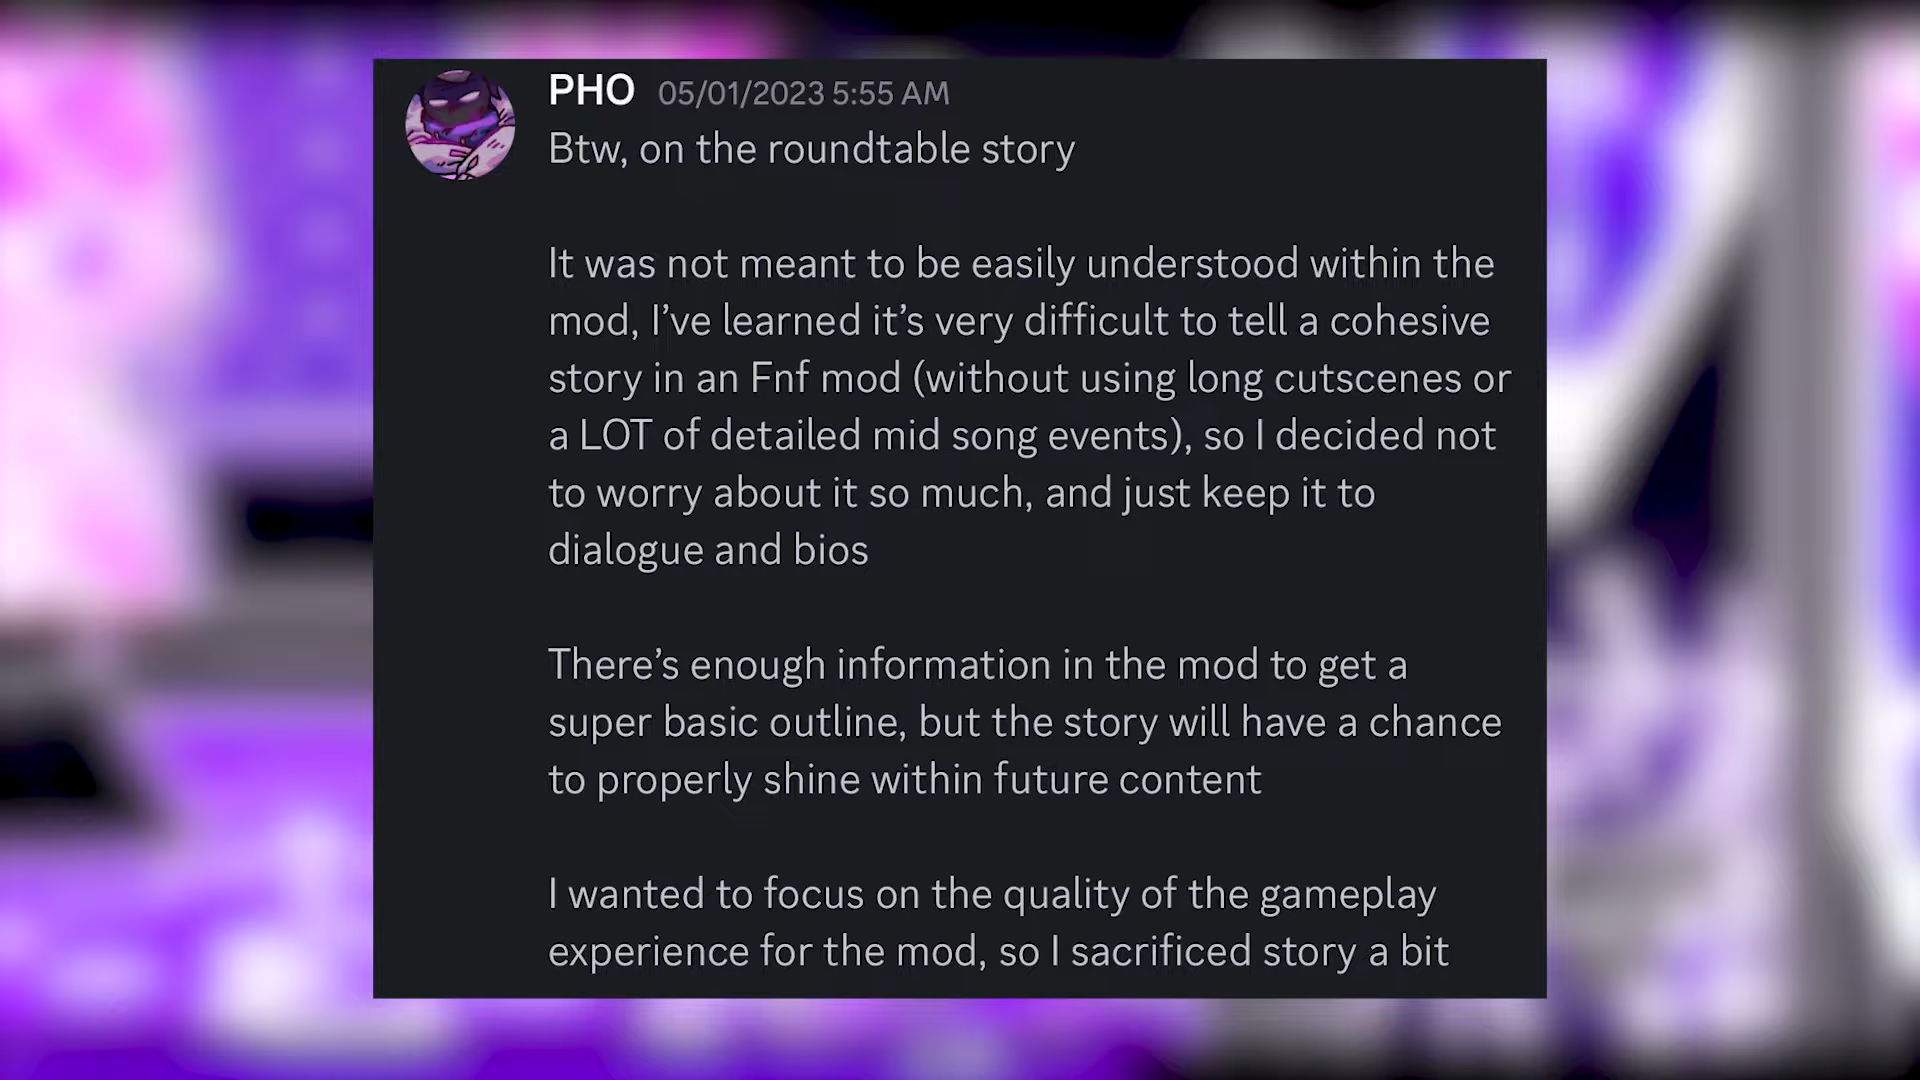 PHO 05/01/2023 5:55 AM
Btw, on the roundtable story
It was not meant to be easily understood within the
mod, I’ve learned it’s very difficult to tell a cohesive
story in an Fnf mod (without using long cutscenes or
a LOT of detailed mid song events), so I decided not
to worry about it so much, and just keep it to
dialogue and bios
There’s enough information in the mod to get a
super basic outline, but the story will have a chance
to properly shine within future content
I wanted to focus on the quality of the gameplay
experience for the mod, so I sacrificed story a bit